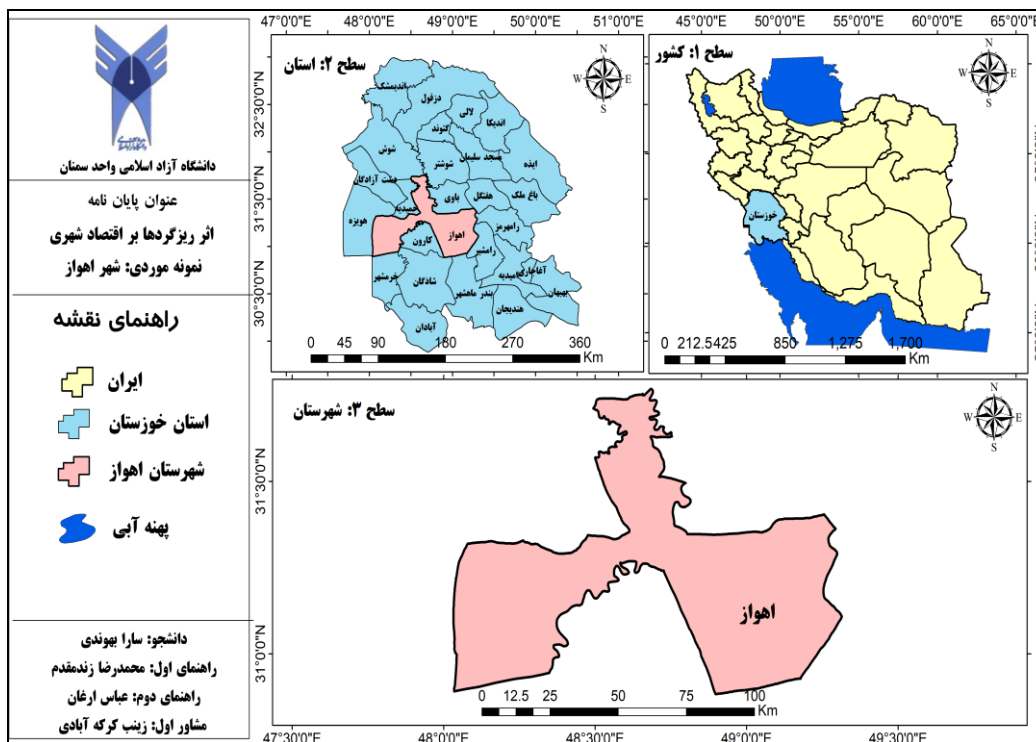 دانشگاه آزاد اسلامی واحد سمنان
عنوان پایان نامه
اثر ریزگردها بر اقتصاد شهری
نمونه موردی: شهر اهواز
راهنمای نقشه
ایران
استان خوزستان
شهرستان اهواز
پهنه آبی
دانشجو: سارا بهوندی
راهنمای اول: محمدرضا زندمقدم
راهنمای دوم: عباس ارغان
مشاور اول: زینب کرکه آبادی
47°0'0"E 48°0'0"E 49°0'0"E 50°0'0"E 51°0'0"E
سطح ۲: استان
N
W E
S
32°30'0"N
31°30'0"N
30°30'0"N
اندیمشک
دزفول
لالی
اندیکا
گتوند
شوش
شوشتر
مسجد سلیمان
ایذه
دشت آزادگان
باوی
هفتگل
باغ ملک
حمیدیه
هویزه
اهواز
رامهرمز
کارون
رامشیر
خرمشهر
شادگان
امیدیه
آغاجاری
بندر ماهشهر
بهبهان
هندیجان
آبادان
0 45 90 180 270 360
Km
45°0'0"E 50°0'0"E 55°0'0"E 60°0'0"E 65°0'0"E
سطح ۱: کشور
N
W E
S
خوزستان
0 212.5425 850 1,275 1,700
Km
سطح ۳: شهرستان
N
W E
S
31°30'0"N
31°0'0"N
اهواز
0 12.5 25 50 75 100
Km
47°30'0"E 48°0'0"E 48°30'0"E 49°0'0"E 49°30'0"E